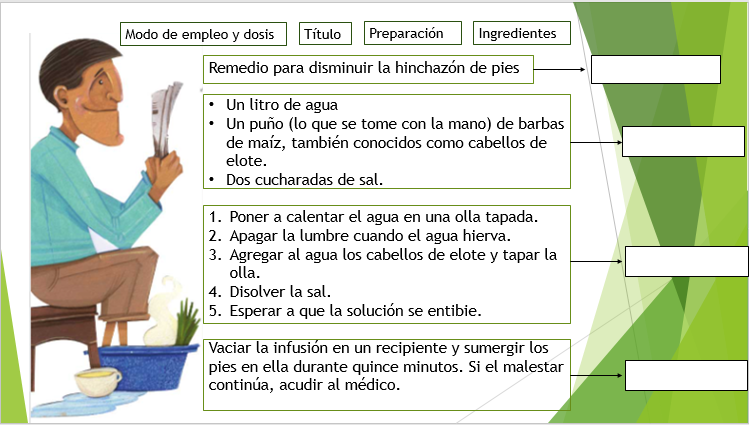 Modo de empleo y dosis
Título
Preparación
Ingredientes
Remedio para disminuir la hinchazón de pies
• Un litro de agua
• Un puño (lo que se tome con la mano) de barbas
de maíz, también conocidos como cabellos de
elote.
• Dos cucharadas de sal.
1. Poner a calentar el agua en una olla tapada.
2. Apagar la lumbre cuando el agua hierva.
3. Agregar al agua los cabellos de elote y tapar la
olla.
4. Disolver la sal.
5. Esperar a que la solución se entibie.
Vaciar la infusión en un recipiente y sumergir los
pies en ella durante quince minutos. Si el malestar
continúa, acudir al médico.